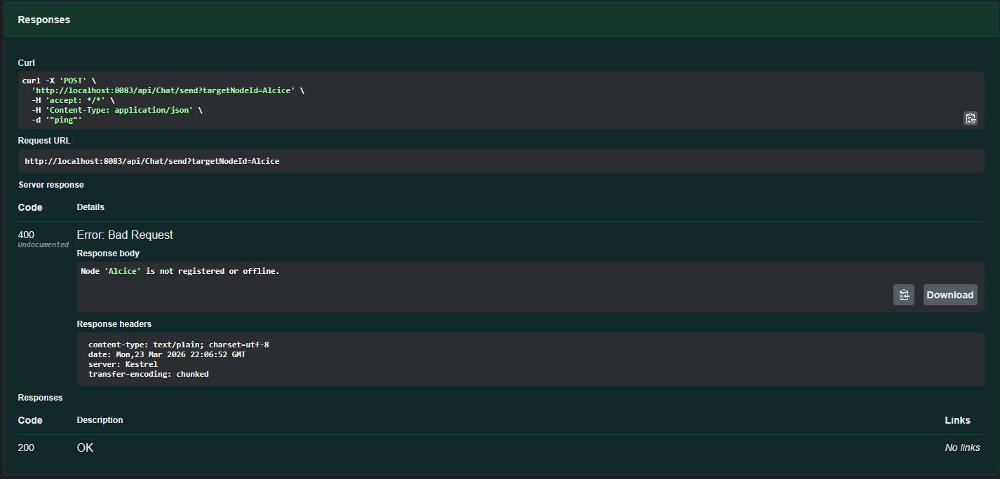 Responses
Curl
curl -X 'POST' \
  'http://localhost:8083/api/Chat/send?targetNodeId=Alcice' \
  -H 'accept: */*' \
  -H 'Content-Type: application/json' \
  -d '"ping"'
Request URL
http://localhost:8083/api/Chat/send?targetNodeId=Alcice
Server response
Code Details
400 Error: Bad Request
Undocumented
Response body
Node 'Alcice' is not registered or offline.
Download
Response headers
content-type: text/plain; charset=utf-8
date: Mon,23 Mar 2026 22:06:52 GMT
server: Kestrel
transfer-encoding: chunked
Responses
Code Description Links
200 OK No links